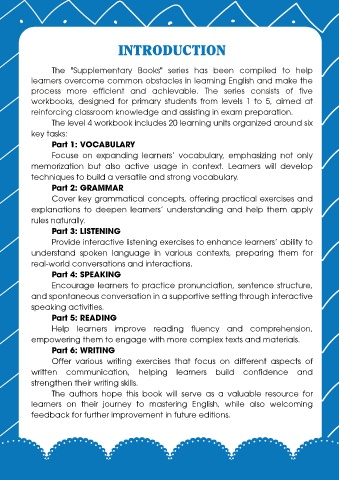 INTRODUCTION
The "Supplementary Books" series has been compiled to help
learners overcome common obstacles in learning English and make the
process more efficient and achievable. The series consists of five
workbooks, designed for primary students from levels 1 to 5, aimed at
reinforcing classroom knowledge and assisting in exam preparation.
The level 4 workbook includes 20 learning units organized around six
key tasks:
Part 1: VOCABULARY
Focuse on expanding learners’ vocabulary, emphasizing not only
memorization but also active usage in context. Learners will develop
techniques to build a versatile and strong vocabulary.
Part 2: GRAMMAR
Cover key grammatical concepts, offering practical exercises and
explanations to deepen learners’ understanding and help them apply
rules naturally.
Part 3: LISTENING
Provide interactive listening exercises to enhance learners’ ability to
understand spoken language in various contexts, preparing them for
real-world conversations and interactions.
Part 4: SPEAKING
Encourage learners to practice pronunciation, sentence structure,
and spontaneous conversation in a supportive setting through interactive
speaking activities.
Part 5: READING
Help learners improve reading fluency and comprehension,
empowering them to engage with more complex texts and materials.
Part 6: WRITING
Offer various writing exercises that focus on different aspects of
written communication, helping learners build confidence and
strengthen their writing skills.
The authors hope this book will serve as a valuable resource for
learners on their journey to mastering English, while also welcoming
feedback for further improvement in future editions.